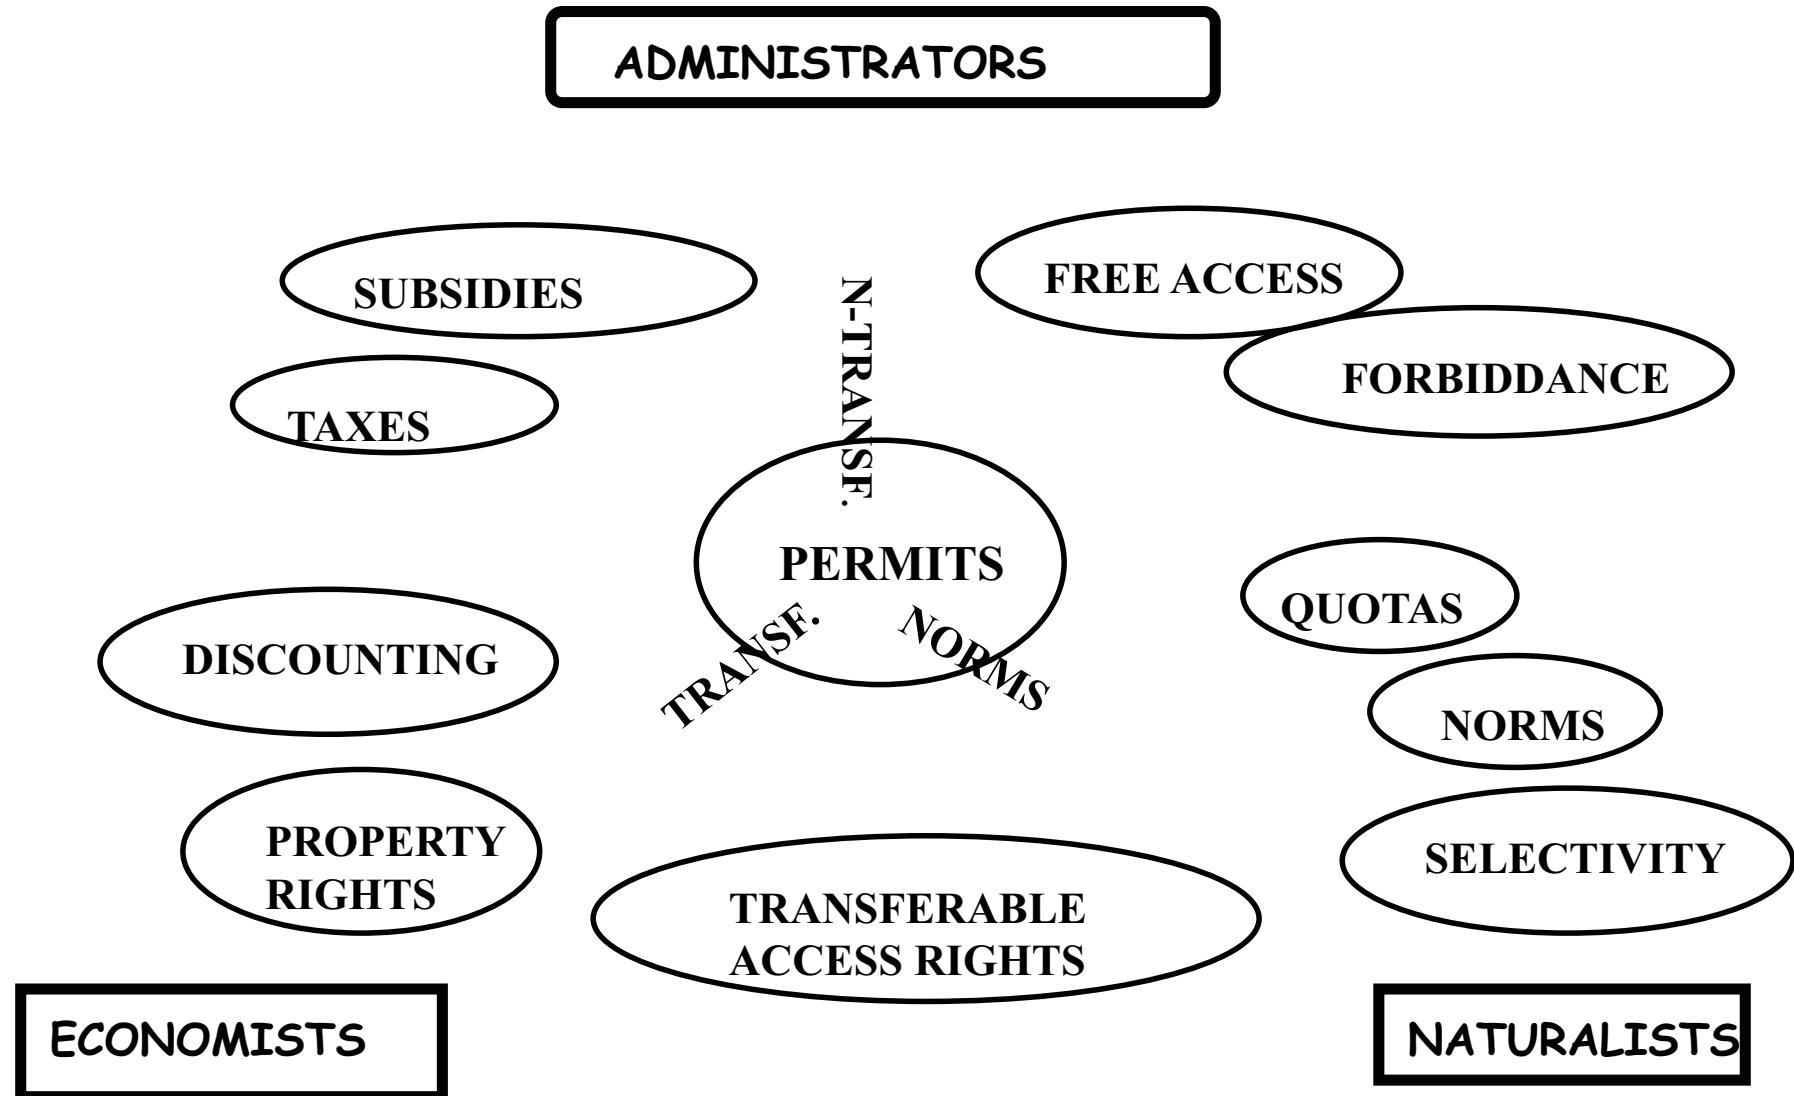 ADMINISTRATORS
SUBSIDIES
FREE ACCESS
N-TRANSF.
FORBIDDANCE
TAXES
PERMITS
QUOTAS
TRANSF.
NORMS
DISCOUNTING
NORMS
PROPERTY
RIGHTS
SELECTIVITY
TRANSFERABLE
ACCESS RIGHTS
ECONOMISTS
NATURALISTS